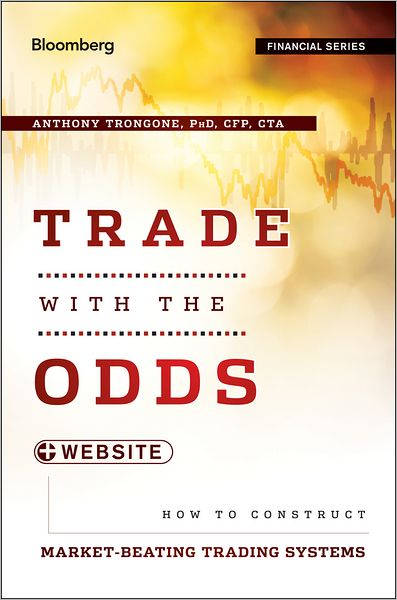 Bloomberg
FINANCIAL SERIES
ANTHONY TRONGONE, PHD, CFP, CTA
TRADE
WITH THE
ODDS
+ WEBSITE
HOW TO CONSTRUCT
MARKET-BEATING TRADING SYSTEMS